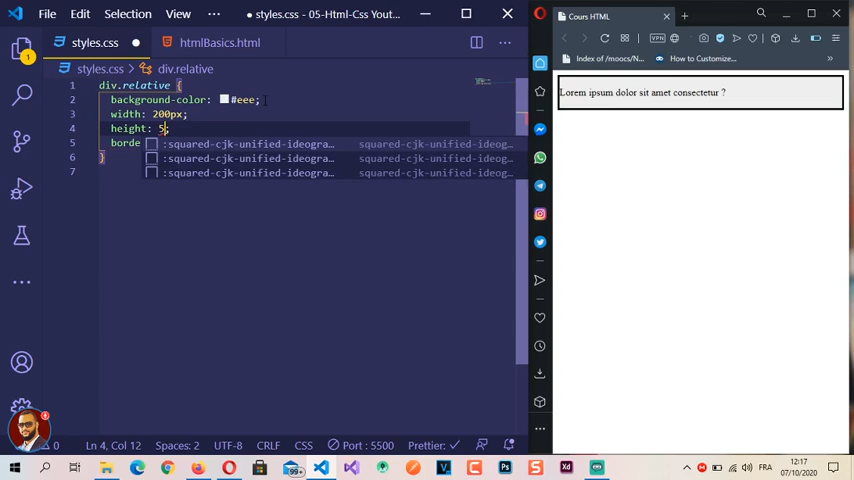 File Edit Selection ··· ● styles.css - 05-Html-Css Yout...
Cours HTML
styles.css ● htmlBasics.html
VPN
styles.css > div.relative
Index of /moocs/N... How to Customize... »
1 div.relative {
2 background-color: #eee;
3 width: 200px;
4 height: 5;
5 borde
6 }
7
:squared-cjk-unified-ideogra... squared-cjk-unified-ideog...
:squared-cjk-unified-ideogra... squared-cjk-unified-ideog...
:squared-cjk-unified-ideogra... squared-cjk-unified-ideog...
Lorem ipsum dolor sit amet consectetur ?
1
0 Ln 4, Col 12 Spaces: 2 UTF-8 CRLF CSS Port : 5500 Prettier: ✓
99+
FRA
12:17
07/10/2020